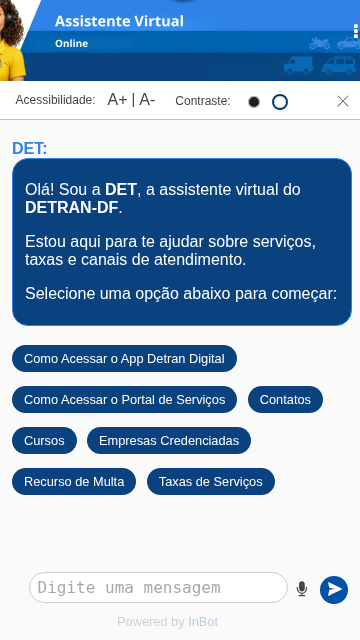 Assistente Virtual
Online
Acessibilidade: A+ | A- Contraste:
DET:
Olá! Sou a DET, a assistente virtual do
DETRAN-DF.
Estou aqui para te ajudar sobre serviços,
taxas e canais de atendimento.
Selecione uma opção abaixo para começar:
Como Acessar o App Detran Digital
Como Acessar o Portal de Serviços Contatos
Cursos Empresas Credenciadas
Recurso de Multa Taxas de Serviços
Digite uma mensagem
Powered by InBot